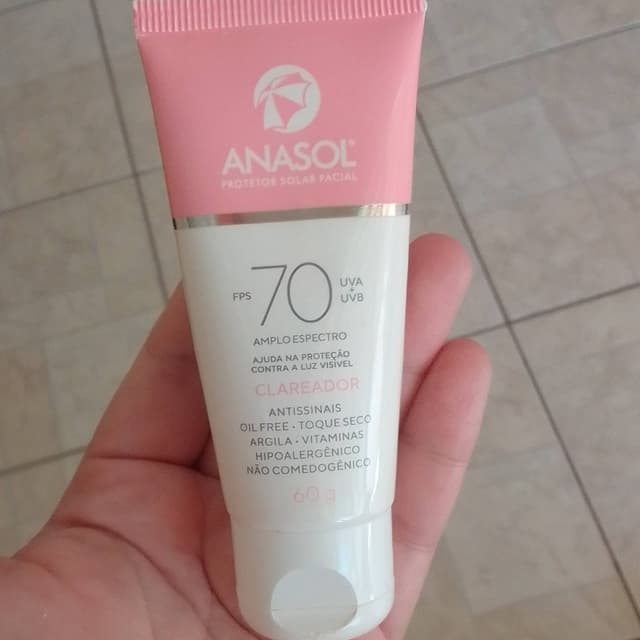 ANASOL®
PROTETOR SOLAR FACIAL
FPS 70 UVA
+
UVB
AMPLO ESPECTRO
AJUDA NA PROTEÇÃO
CONTRA A LUZ VISÍVEL
CLAREADOR
ANTISSINAIS
OIL FREE • TOQUE SECO
ARGILA • VITAMINAS
HIPOALERGÊNICO
NÃO COMEDOGÊNICO
60 g